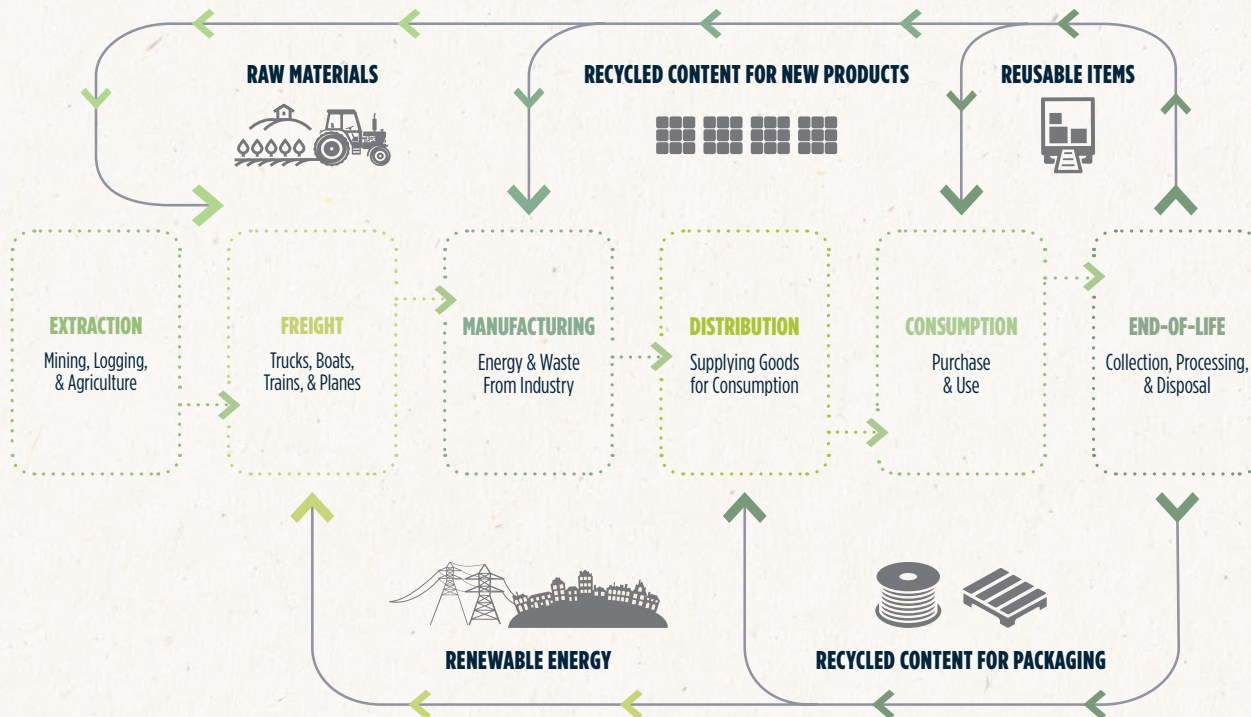 RAW MATERIALS
RECYCLED CONTENT FOR NEW PRODUCTS
REUSABLE ITEMS
EXTRACTION
Mining, Logging,
& Agriculture
FREIGHT
Trucks, Boats,
Trains, & Planes
MANUFACTURING
Energy & Waste
From Industry
DISTRIBUTION
Supplying Goods
for Consumption
CONSUMPTION
Purchase
& Use
END-OF-LIFE
Collection, Processing,
& Disposal
RENEWABLE ENERGY
RECYCLED CONTENT FOR PACKAGING